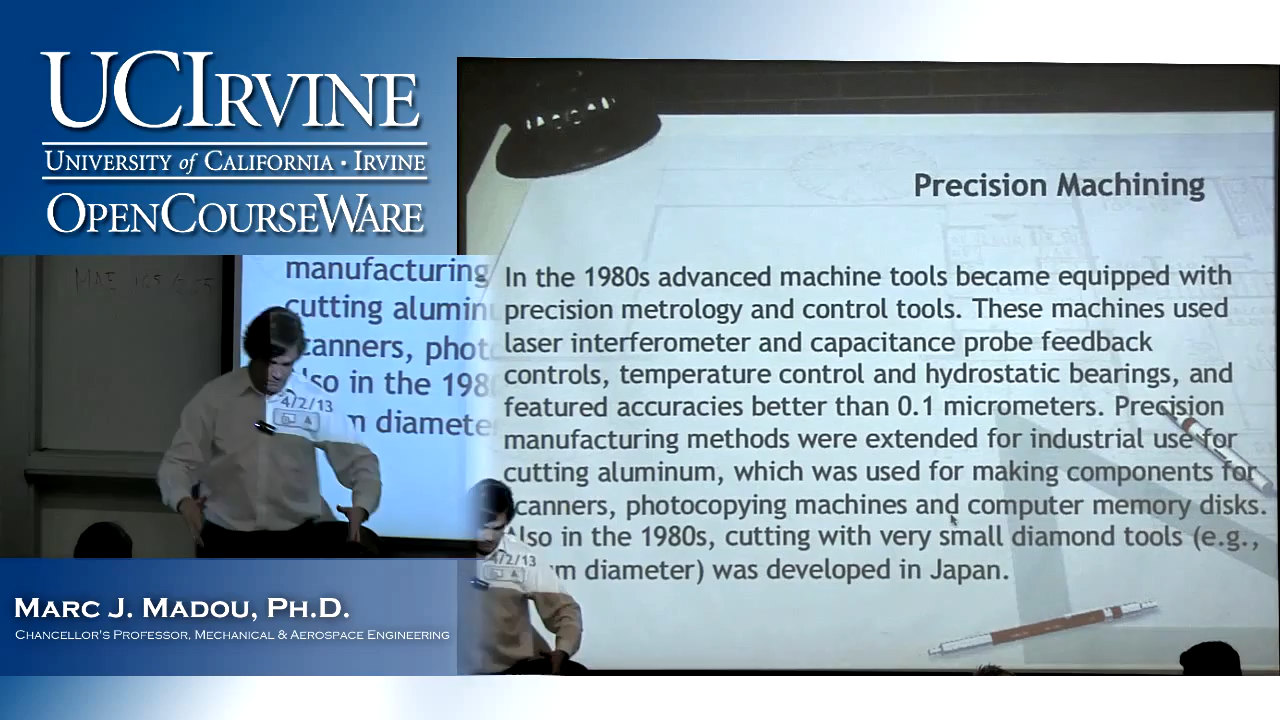 UCIRVINE
UNIVERSITY of CALIFORNIA · IRVINE
OPENCOURSEWARE
manufacturing
cutting alumin
canners, phot
lso in the 198
4/2/13
m diamete
MARC J. MADOU, PH.D.
CHANCELLOR'S PROFESSOR, MECHANICAL & AEROSPACE ENGINEERING
Precision Machining
In the 1980s advanced machine tools became equipped with
precision metrology and control tools. These machines used
laser interferometer and capacitance probe feedback
controls, temperature control and hydrostatic bearings, and
featured accuracies better than 0.1 micrometers. Precision
manufacturing methods were extended for industrial use for
cutting aluminum, which was used for making components for
canners, photocopying machines and computer memory disks.
lso in the 1980s, cutting with very small diamond tools (e.g.,
4/2/13
m diameter) was developed in Japan.